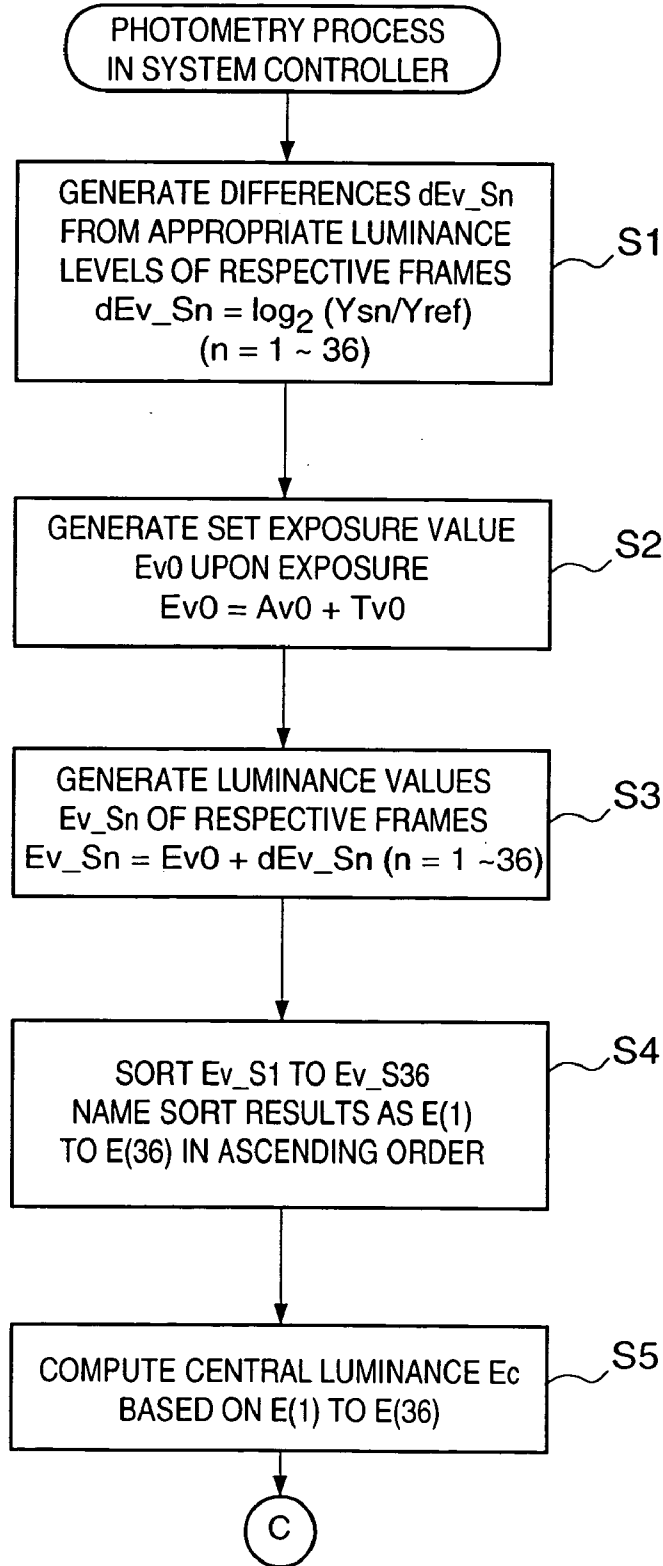 PHOTOMETRY PROCESS
IN SYSTEM CONTROLLER
GENERATE DIFFERENCES dEv_Sn
FROM APPROPRIATE LUMINANCE
LEVELS OF RESPECTIVE FRAMES
dEv_Sn = log2 (Ysn/Yref)
(n = 1 ~ 36)
S1
GENERATE SET EXPOSURE VALUE
Ev0 UPON EXPOSURE
Ev0 = Av0 + Tv0
S2
GENERATE LUMINANCE VALUES
Ev_Sn OF RESPECTIVE FRAMES
Ev_Sn = Ev0 + dEv_Sn (n = 1 ~36)
S3
SORT Ev_S1 TO Ev_S36
NAME SORT RESULTS AS E(1)
TO E(36) IN ASCENDING ORDER
S4
COMPUTE CENTRAL LUMINANCE Ec
BASED ON E(1) TO E(36)
S5
C